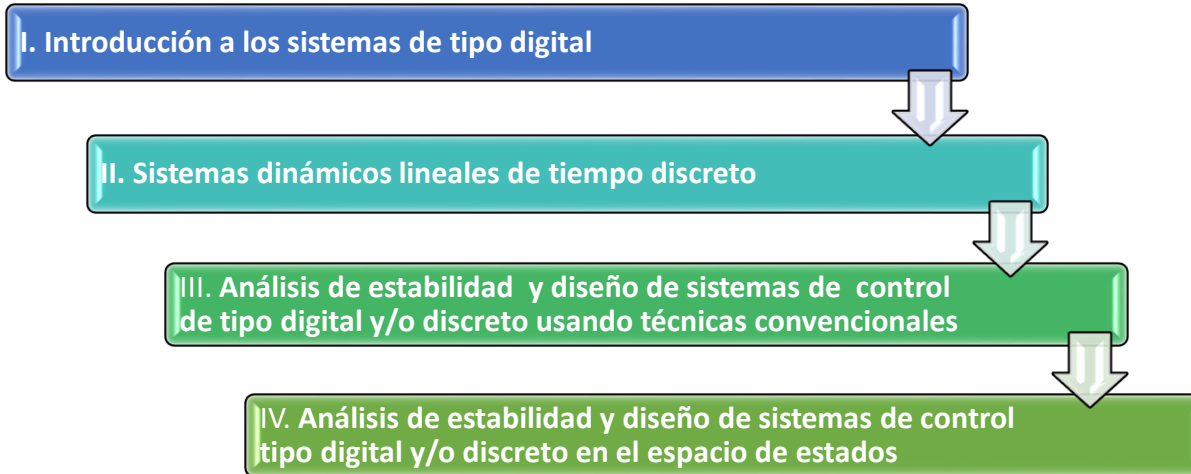 I. Introducción a los sistemas de tipo digital
II. Sistemas dinámicos lineales de tiempo discreto
III. Análisis de estabilidad y diseño de sistemas de control
de tipo digital y/o discreto usando técnicas convencionales
IV. Análisis de estabilidad y diseño de sistemas de control
tipo digital y/o discreto en el espacio de estados